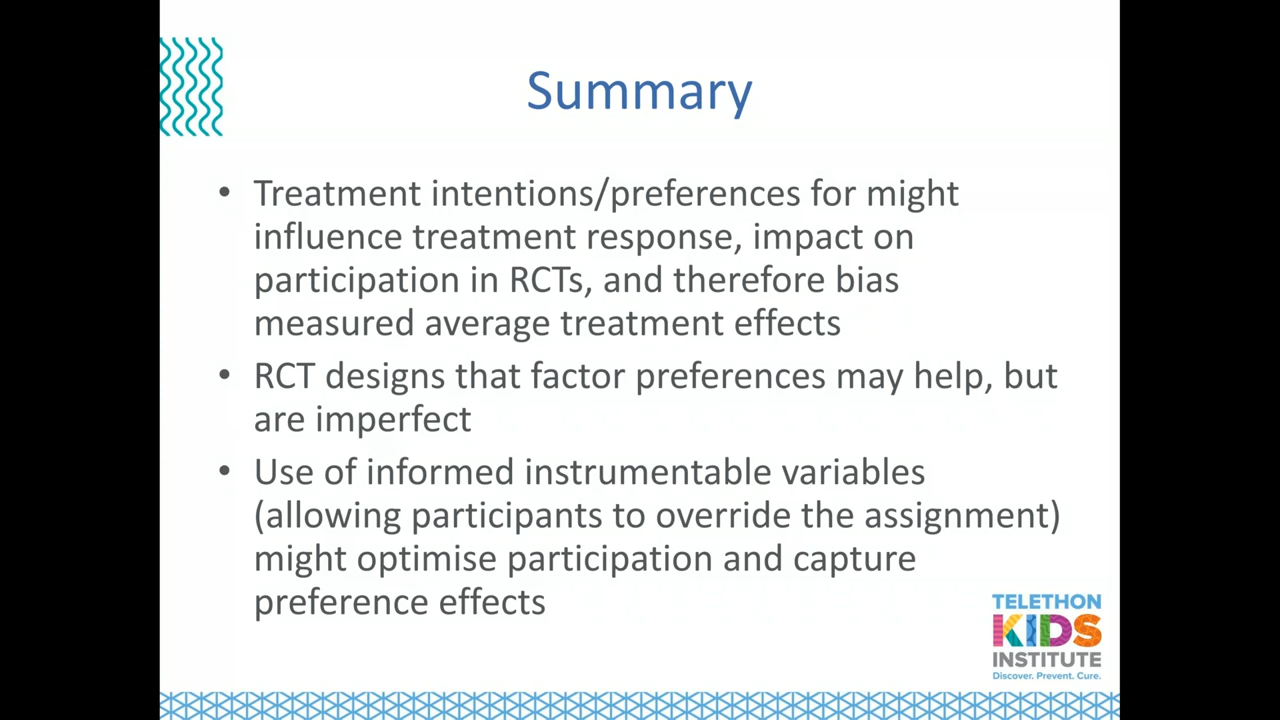 Summary
• Treatment intentions/preferences for might
influence treatment response, impact on
participation in RCTs, and therefore bias
measured average treatment effects
• RCT designs that factor preferences may help, but
are imperfect
• Use of informed instrumentable variables
(allowing participants to override the assignment)
might optimise participation and capture
preference effects
TELETHON
KIDS
INSTITUTE
Discover. Prevent. Cure.